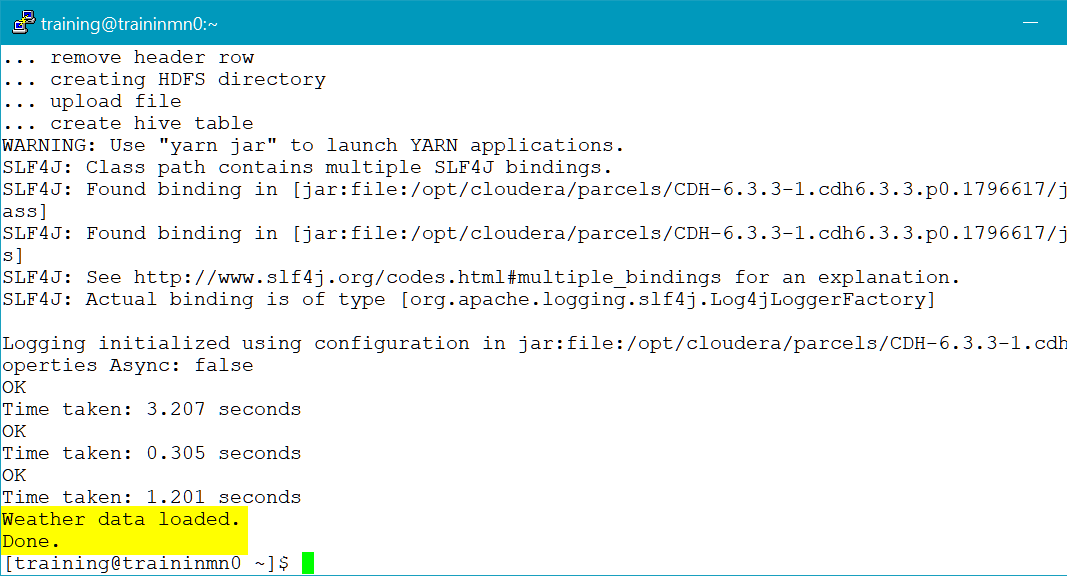 training@traininmn0:~
... remove header row
... creating HDFS directory
... upload file
... create hive table
WARNING: Use "yarn jar" to launch YARN applications.
SLF4J: Class path contains multiple SLF4J bindings.
SLF4J: Found binding in [jar:file:/opt/cloudera/parcels/CDH-6.3.3-1.cdh6.3.3.p0.1796617/j
ass]
SLF4J: Found binding in [jar:file:/opt/cloudera/parcels/CDH-6.3.3-1.cdh6.3.3.p0.1796617/j
s]
SLF4J: See http://www.slf4j.org/codes.html#multiple_bindings for an explanation.
SLF4J: Actual binding is of type [org.apache.logging.slf4j.Log4jLoggerFactory]
Logging initialized using configuration in jar:file:/opt/cloudera/parcels/CDH-6.3.3-1.cdh
operties Async: false
OK
Time taken: 3.207 seconds
OK
Time taken: 0.305 seconds
OK
Time taken: 1.201 seconds
Weather data loaded.
Done.
[training@traininmn0 ~]$